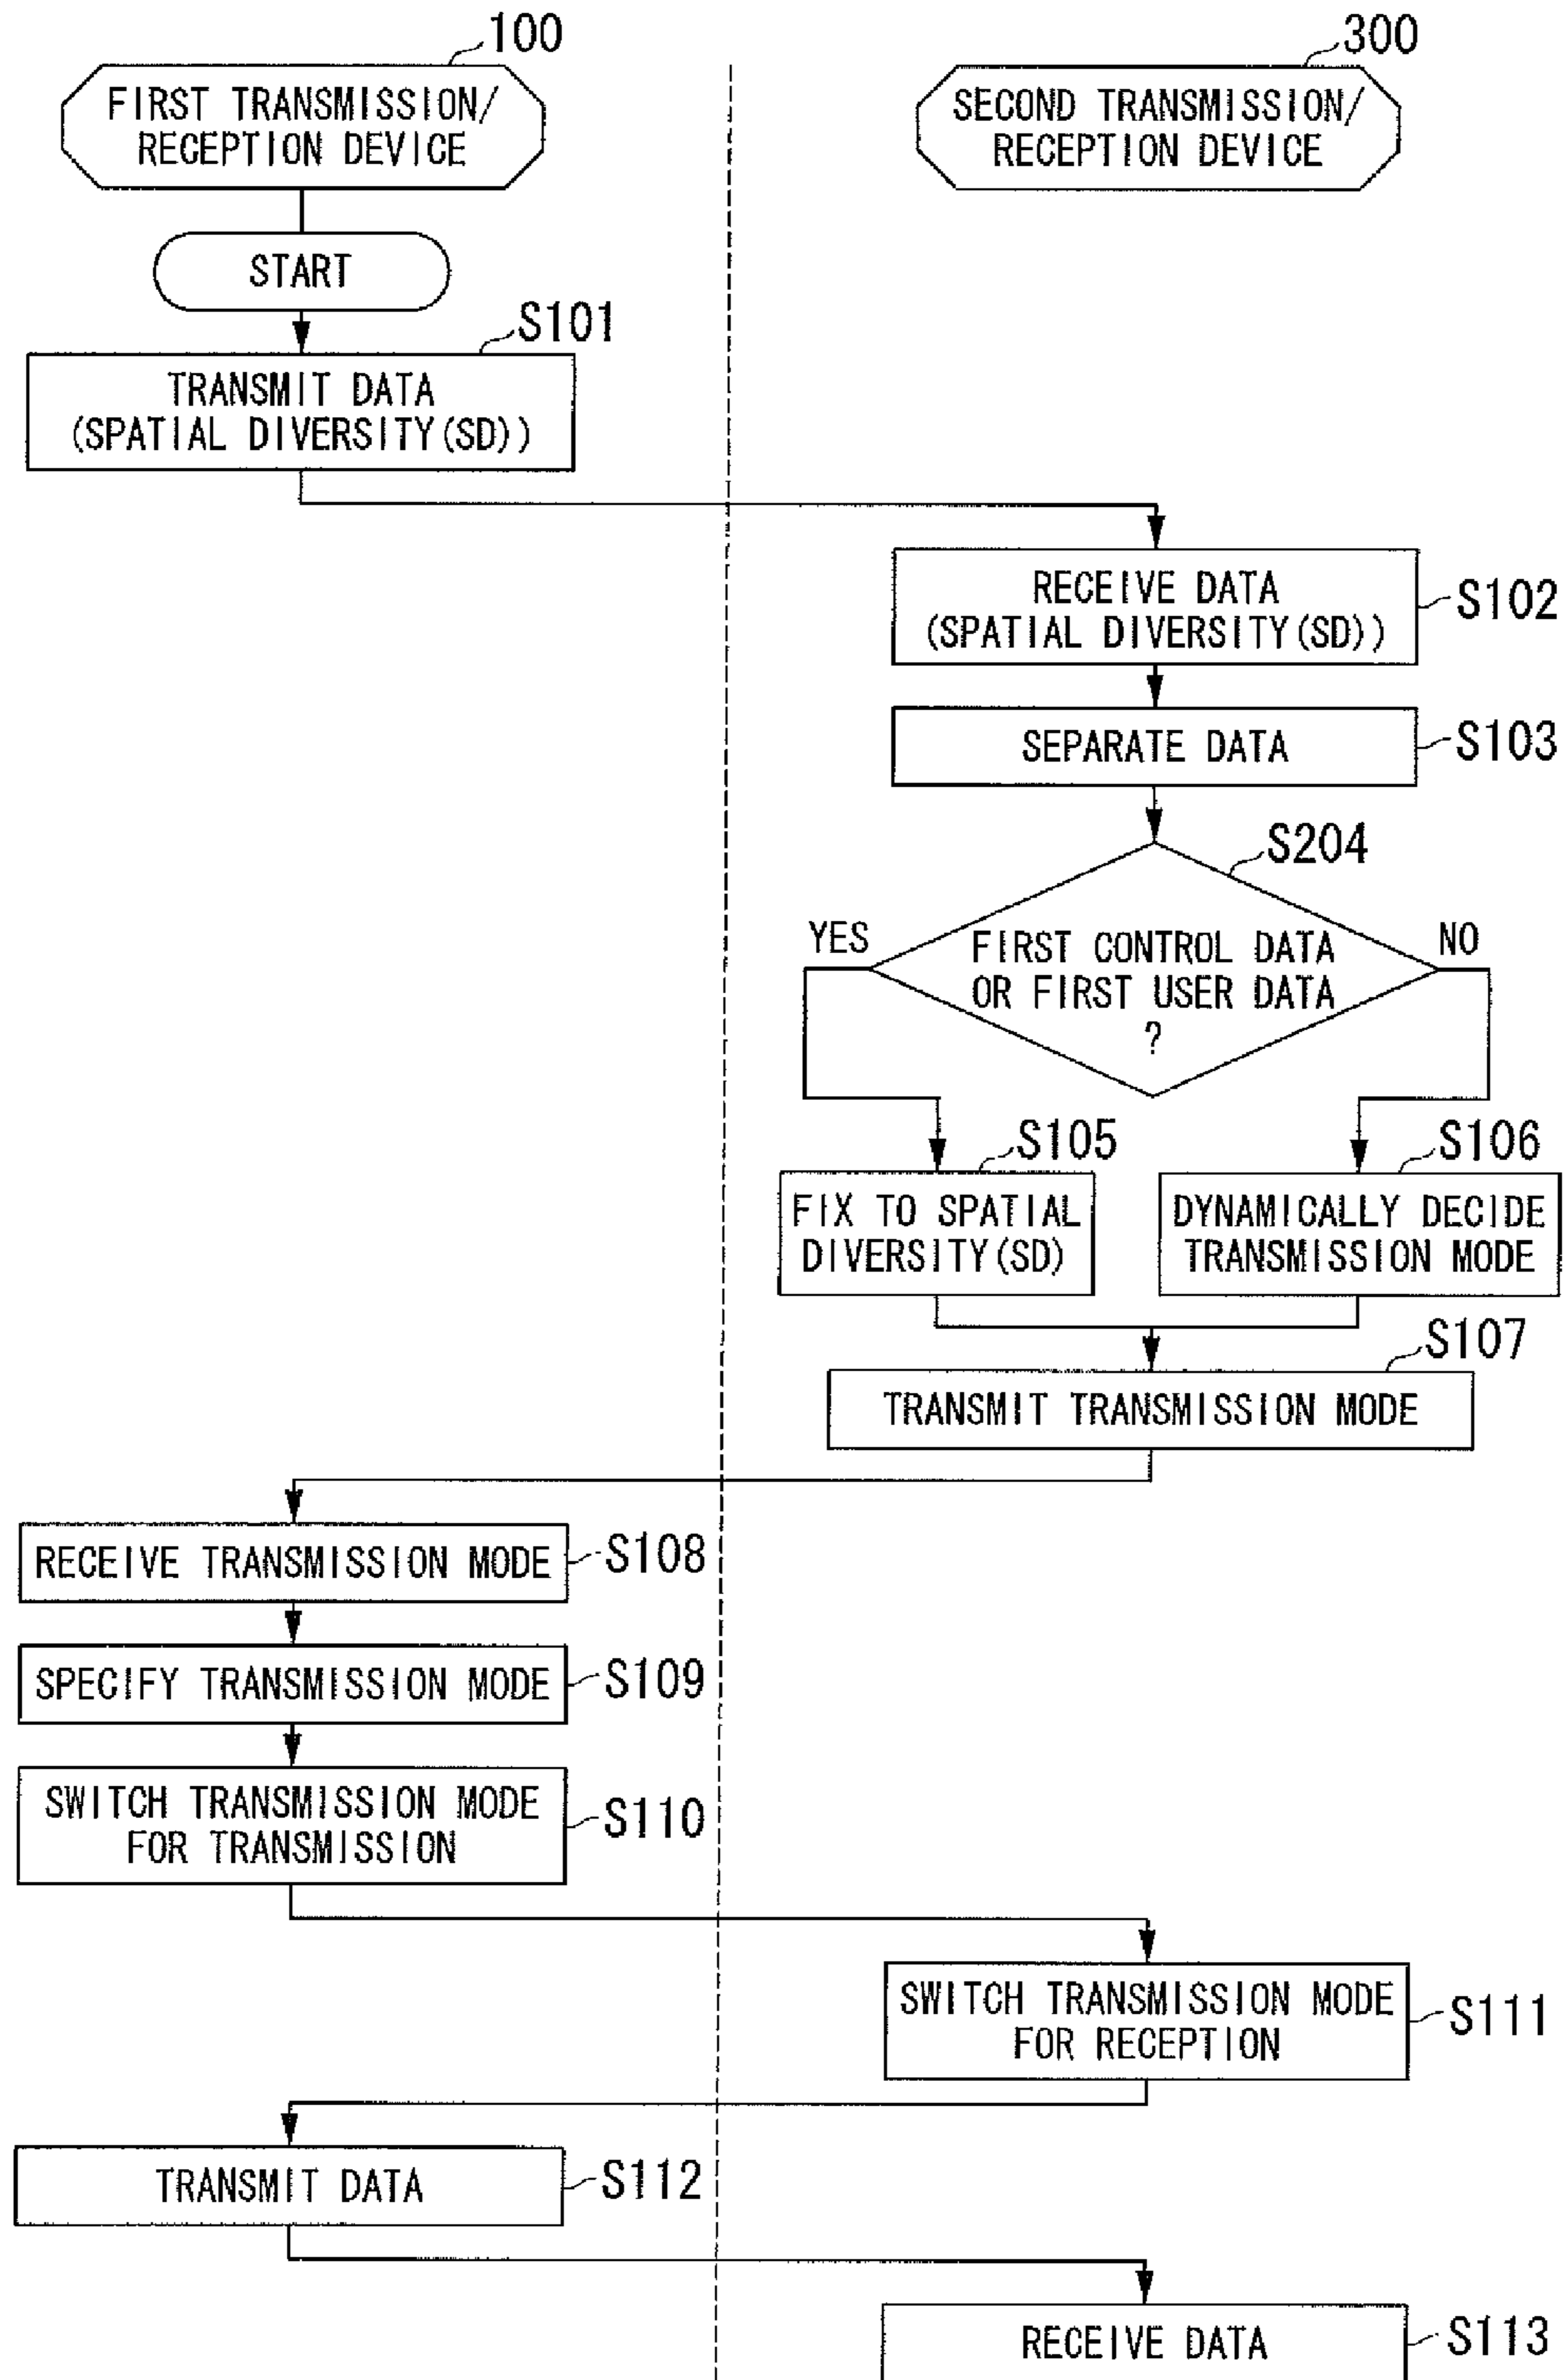 100
FIRST TRANSMISSION/
RECEPTION DEVICE
300
SECOND TRANSMISSION/
RECEPTION DEVICE
START
S101
TRANSMIT DATA
(SPATIAL DIVERSITY(SD))
RECEIVE DATA
(SPATIAL DIVERSITY(SD))
S102
SEPARATE DATA
S103
S204
YES
FIRST CONTROL DATA
OR FIRST USER DATA
?
NO
S105
FIX TO SPATIAL
DIVERSITY(SD)
S106
DYNAMICALLY DECIDE
TRANSMISSION MODE
S107
TRANSMIT TRANSMISSION MODE
RECEIVE TRANSMISSION MODE
S108
SPECIFY TRANSMISSION MODE
S109
SWITCH TRANSMISSION MODE
FOR TRANSMISSION
S110
SWITCH TRANSMISSION MODE
FOR RECEPTION
S111
TRANSMIT DATA
S112
RECEIVE DATA
S113